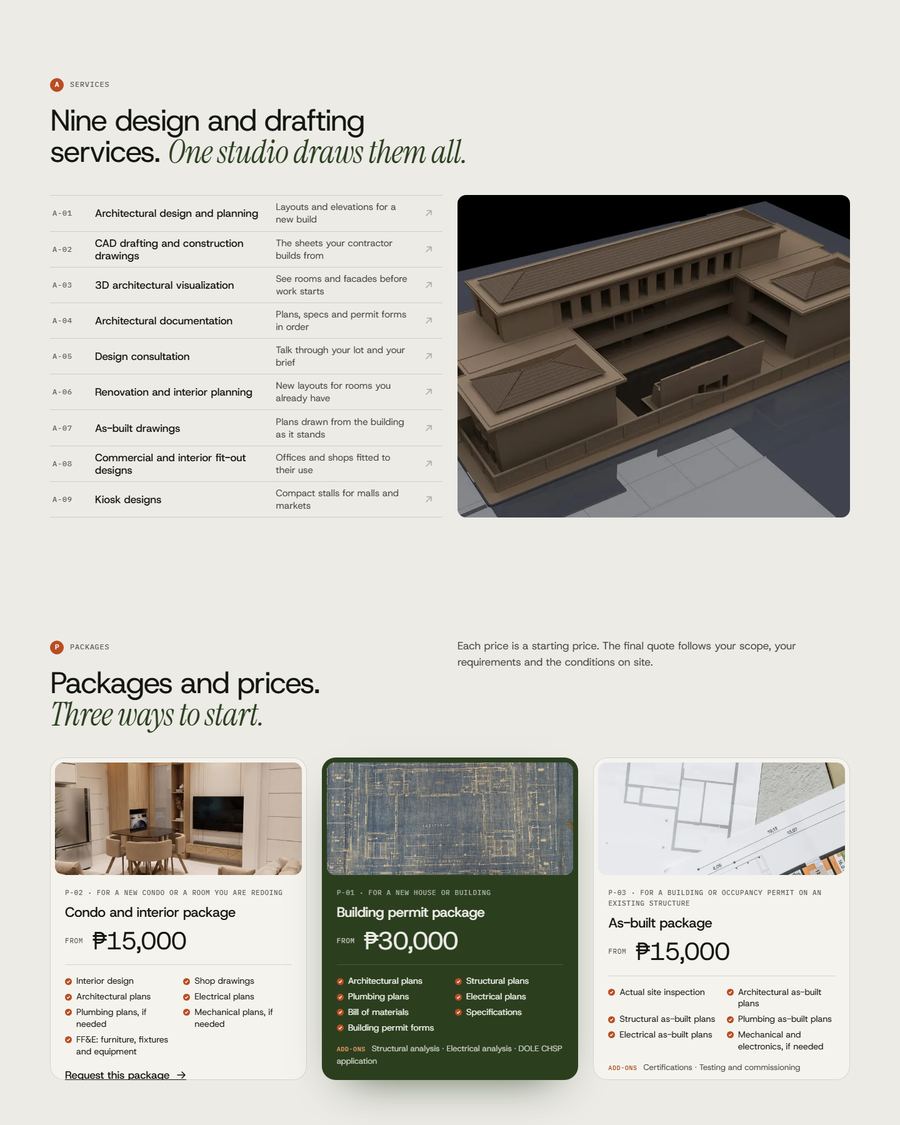 A SERVICES
Nine design and drafting
services. One studio draws them all.
A-01 Architectural design and planning Layouts and elevations for a
new build
A-02 CAD drafting and construction
drawings The sheets your contractor
builds from
A-03 3D architectural visualization See rooms and facades before
work starts
A-04 Architectural documentation Plans, specs and permit forms
in order
A-05 Design consultation Talk through your lot and your
brief
A-06 Renovation and interior planning New layouts for rooms you
already have
A-07 As-built drawings Plans drawn from the building
as it stands
A-08 Commercial and interior fit-out
designs Offices and shops fitted to
their use
A-09 Kiosk designs Compact stalls for malls and
markets
P PACKAGES
Packages and prices.
Three ways to start.
Each price is a starting price. The final quote follows your scope, your
requirements and the conditions on site.
P-02 · FOR A NEW CONDO OR A ROOM YOU ARE REDOING
Condo and interior package
FROM ₱15,000
Interior design
Shop drawings
Architectural plans
Electrical plans
Plumbing plans, if
needed
Mechanical plans, if
needed
FF&E: furniture, fixtures
and equipment
Request this package →
P-01 · FOR A NEW HOUSE OR BUILDING
Building permit package
FROM ₱30,000
Architectural plans
Structural plans
Plumbing plans
Electrical plans
Bill of materials
Specifications
Building permit forms
ADD-ONS Structural analysis · Electrical analysis · DOLE CHSP
application
P-03 · FOR A BUILDING OR OCCUPANCY PERMIT ON AN
EXISTING STRUCTURE
As-built package
FROM ₱15,000
Actual site inspection
Architectural as-built
plans
Structural as-built plans
Plumbing as-built plans
Electrical as-built plans
Mechanical and
electronics, if needed
ADD-ONS Certifications · Testing and commissioning